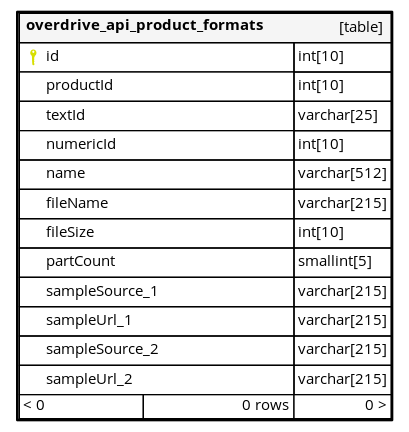 overdrive_api_product_formats [table]
id int[10]
productId int[10]
textId varchar[25]
numericId int[10]
name varchar[512]
fileName varchar[215]
fileSize int[10]
partCount smallint[5]
sampleSource_1 varchar[215]
sampleUrl_1 varchar[215]
sampleSource_2 varchar[215]
sampleUrl_2 varchar[215]
< 0 0 rows 0 >